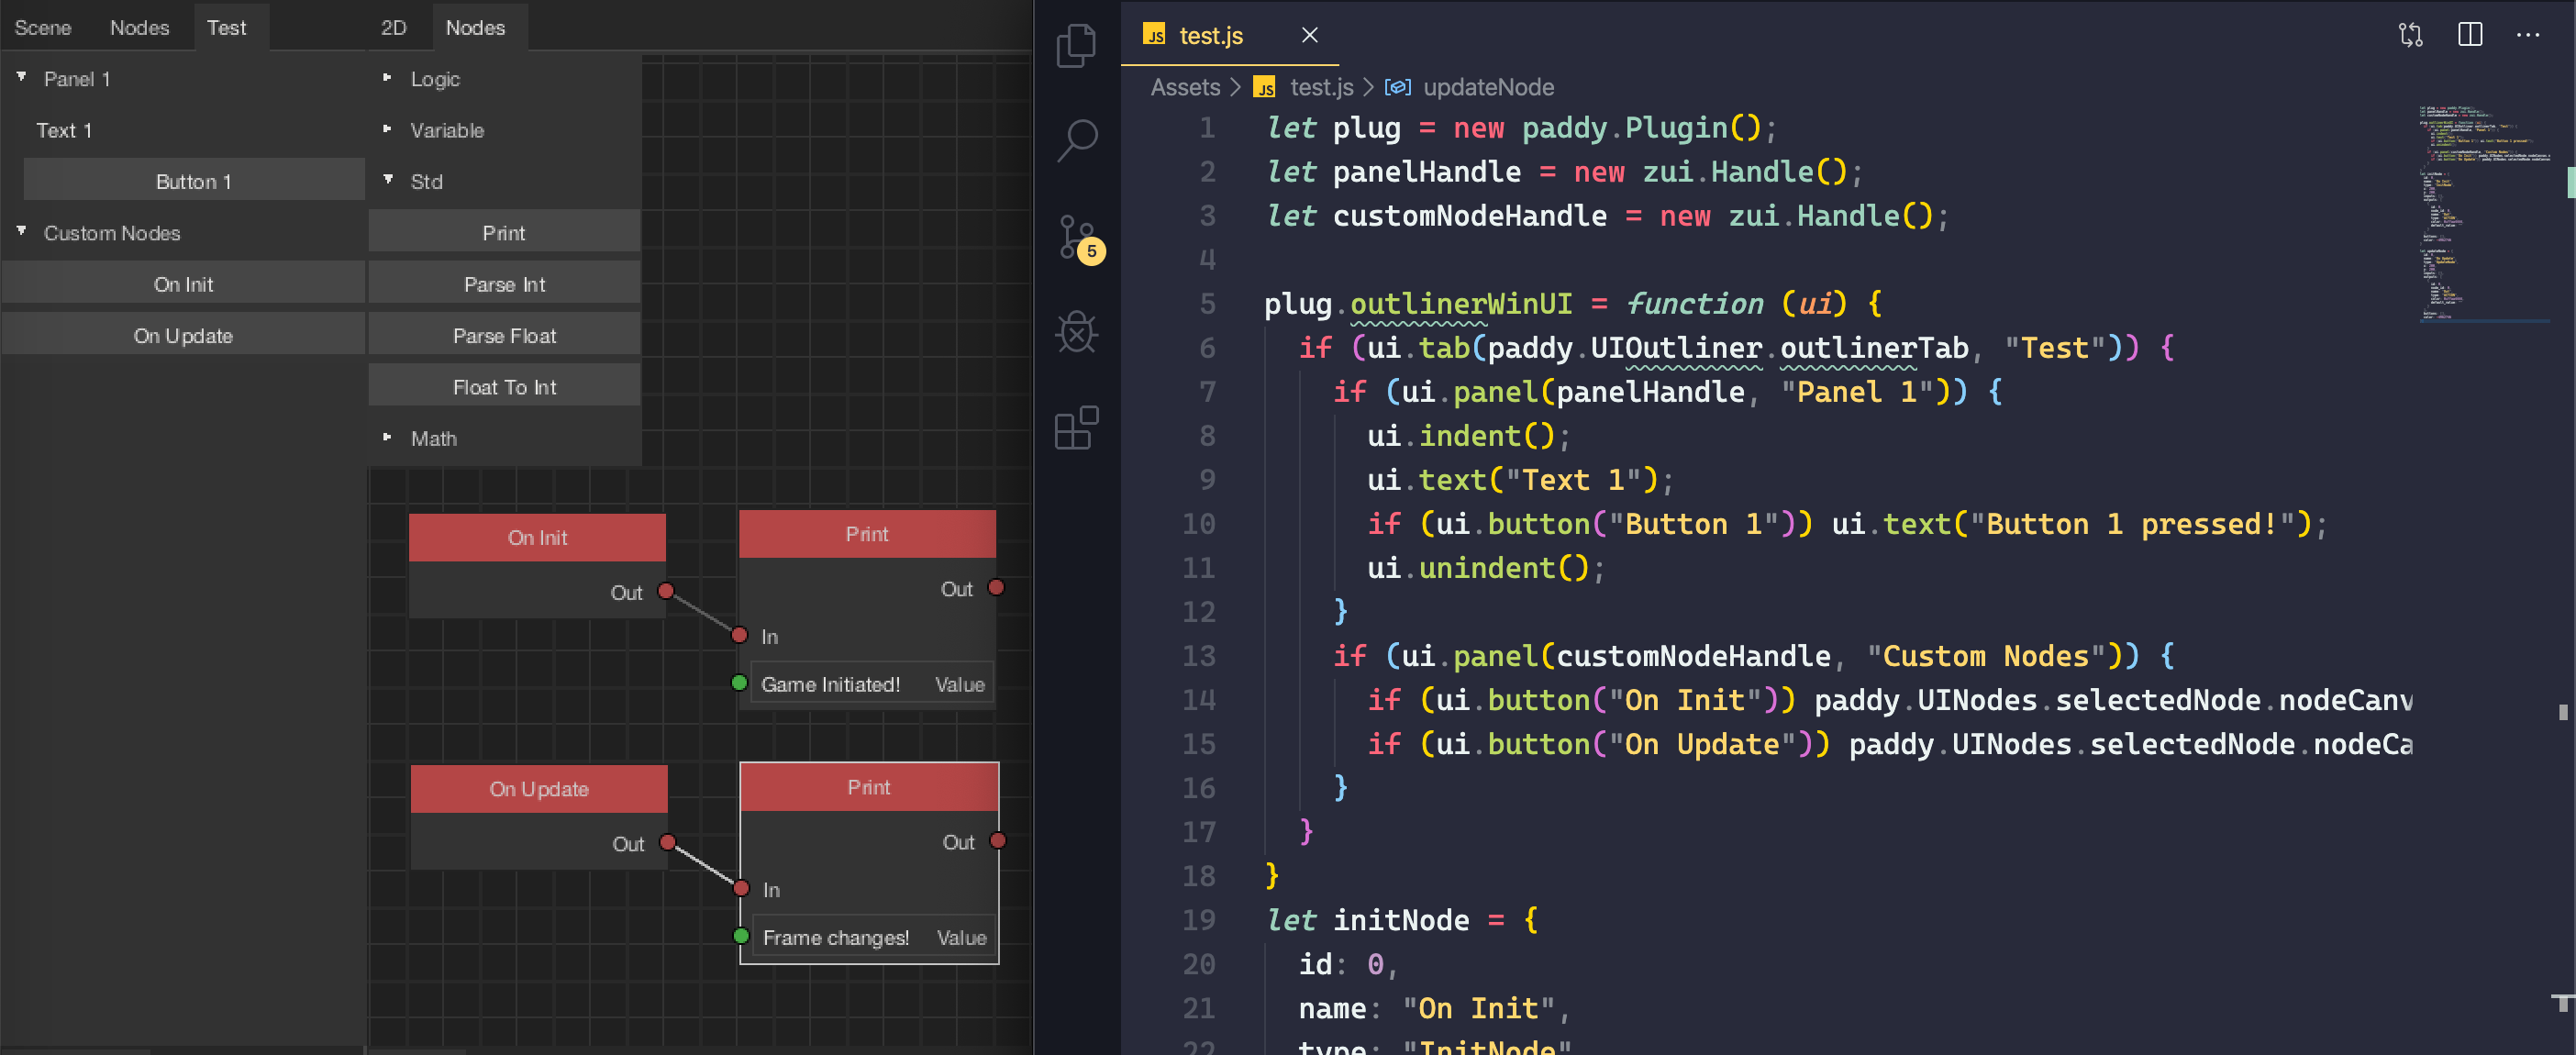 Scene Nodes Test
Panel 1
Text 1
Button 1
Custom Nodes
On Init
On Update
2D Nodes
Logic
Variable
Std
Print
Parse Int
Parse Float
Float To Int
Math
On Init
Out
Print
Out
In
Game Initiated! Value
On Update
Out
Print
Out
In
Frame changes! Value
5
JS test.js
Assets > JS test.js > updateNode
1 let plug = new paddy.Plugin();
2 let panelHandle = new zui.Handle();
3 let customNodeHandle = new zui.Handle();
4
5 plug.outlinerWinUI = function (ui) {
6 if (ui.tab(paddy.UIOutliner.outlinerTab, "Test")) {
7 if (ui.panel(panelHandle, "Panel 1")) {
8 ui.indent();
9 ui.text("Text 1");
10 if (ui.button("Button 1")) ui.text("Button 1 pressed!");
11 ui.unindent();
12 }
13 if (ui.panel(customNodeHandle, "Custom Nodes")) {
14 if (ui.button("On Init")) paddy.UINodes.selectedNode.nodeCanv
15 if (ui.button("On Update")) paddy.UINodes.selectedNode.nodeCa
16 }
17 }
18 }
19 let initNode = {
20 id: 0,
21 name: "On Init",
22 type: "InitNode"